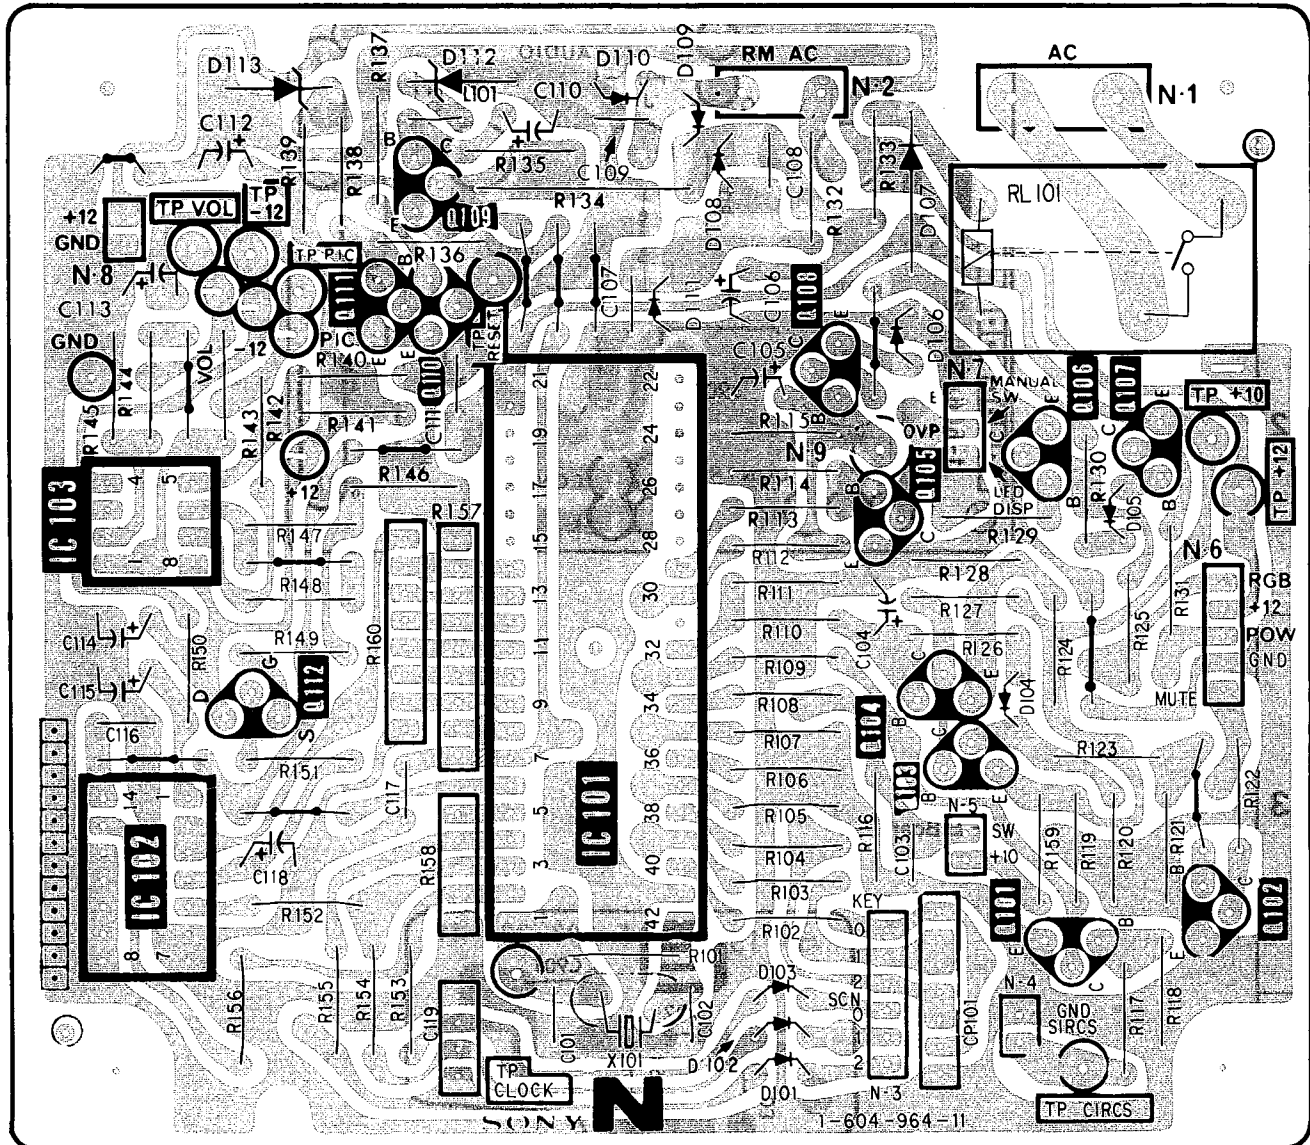 D109
RM AC
AC
AUDIO
D113
R137
D112
D110
L101
C110
N-2
N-1
C112
R139
R138
B
C
R135
C109
C108
R133
R134
D108
R132
D107
RL101
TP VOL
TP -12
+12
GND
E
Q109
TP PIC
B
R136
N-8
Q111
C107
D111
C106
Q108
E
C113
TP RESET
GND
-12
PIC
R140
E
E
C
D106
VOL
Q110
C105
N-7
MANUAL SW
Q106
Q107
TP +10
R145
R144
R143
R142
R141
C111
21
22
R115
B
E
C
E
C
E
19
24
N-9
OVP
R146
+12
R114
Q105
B
LED DISP
R130
D105
B
TP +12
IC103
4
5
17
26
R157
R113
C
R129
R147
15
28
R112
E
N-6
1
8
R148
13
30
R111
R128
RGB
R131
+12
C114
R150
R149
R160
11
32
R110
C104
R127
R124
R125
POW
R109
R126
GND
C115
D
G
Q112
9
34
R108
C
E
D104
MUTE
S
B
C116
7
36
R107
Q104
R123
R151
R106
Q103
B
E
R122
C117
14
1
5
38
R105
R116
C103
N-5
SW
+10
R159
R119
R120
R121
IC102
IC101
C118
R158
3
40
R104
B
C
R103
KEY
Q101
Q102
R152
1
42
R102
0
E
B
E
8
7
R101
1
D103
2
N-4
C
R156
R155
R154
R153
C119
C101
C102
SCN
0
CP101
GND
SIRCS
R117
R118
X101
1
D102
2
TP CLOCK
D101
N-3
TP CIRCS
SONY
N
1-604-964-11